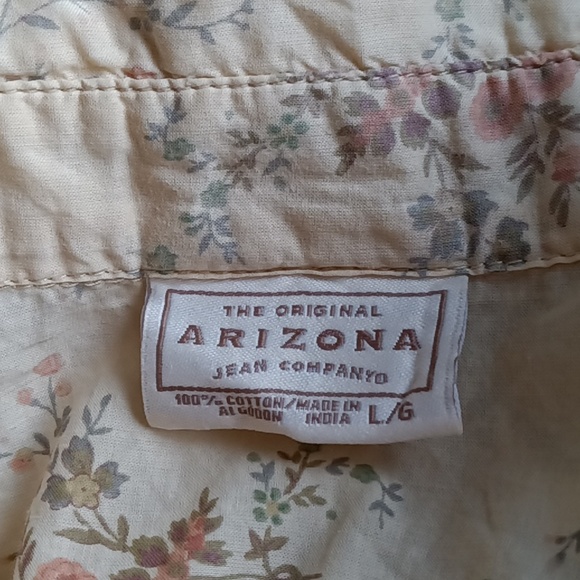 THE ORIGINAL
ARIZONA
JEAN COMPANY®
100% COTTON/MADE IN L/G
ALGODON INDIA